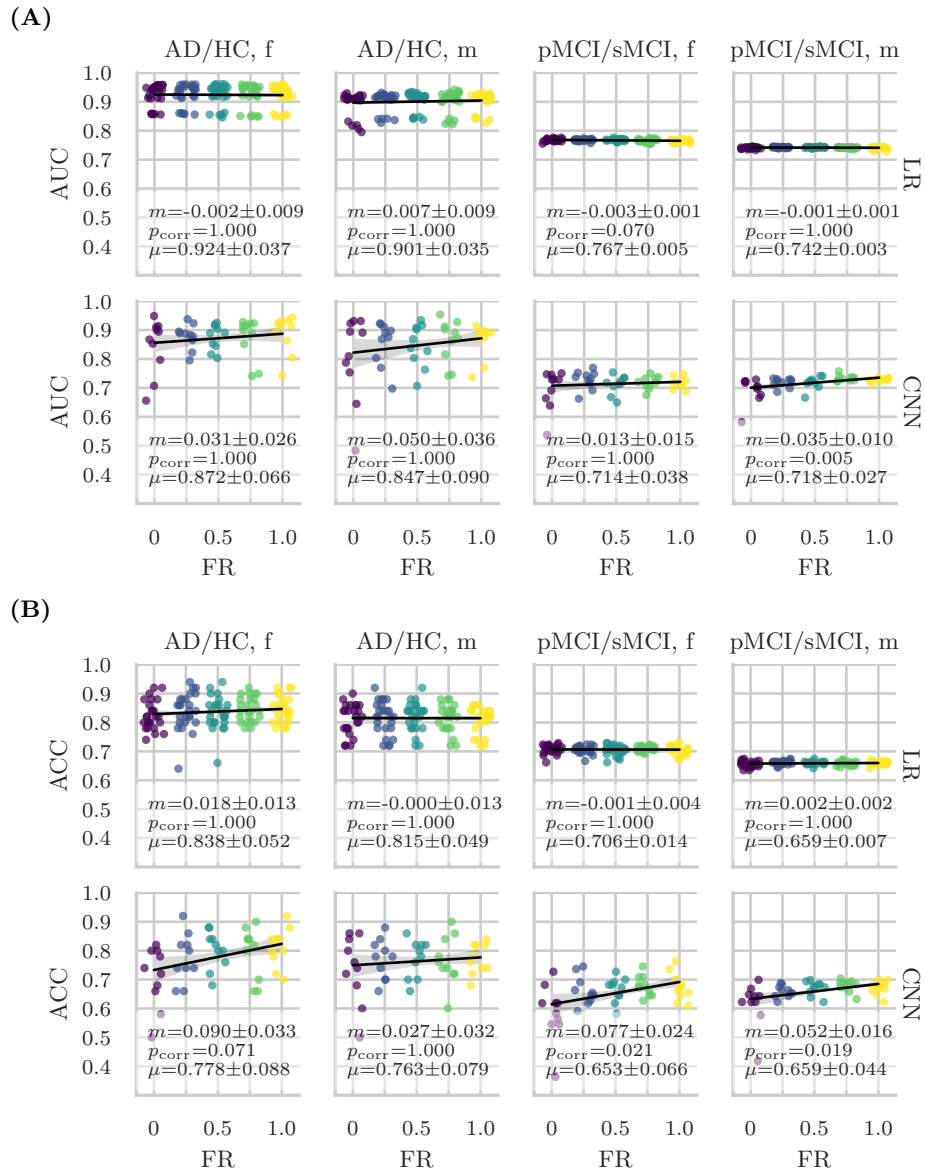 (A)
AD/HC, f
AD/HC, m
pMCI/sMCI, f
pMCI/sMCI, m
1.0
0.9
0.8
0.7
0.6
0.5
0.4
AUC
m=-0.002±0.009
p_corr=1.000
μ=0.924±0.037
m=0.007±0.009
p_corr=1.000
μ=0.901±0.035
m=-0.003±0.001
p_corr=0.070
μ=0.767±0.005
m=-0.001±0.001
p_corr=1.000
μ=0.742±0.003
LR
1.0
0.9
0.8
0.7
0.6
0.5
0.4
AUC
m=0.031±0.026
p_corr=1.000
μ=0.872±0.066
m=0.050±0.036
p_corr=1.000
μ=0.847±0.090
m=0.013±0.015
p_corr=1.000
μ=0.714±0.038
m=0.035±0.010
p_corr=0.005
μ=0.718±0.027
CNN
0 0.5 1.0
0 0.5 1.0
0 0.5 1.0
0 0.5 1.0
FR
FR
FR
FR
(B)
AD/HC, f
AD/HC, m
pMCI/sMCI, f
pMCI/sMCI, m
1.0
0.9
0.8
0.7
0.6
0.5
0.4
ACC
m=0.018±0.013
p_corr=1.000
μ=0.838±0.052
m=-0.000±0.013
p_corr=1.000
μ=0.815±0.049
m=-0.001±0.004
p_corr=1.000
μ=0.706±0.014
m=0.002±0.002
p_corr=1.000
μ=0.659±0.007
LR
1.0
0.9
0.8
0.7
0.6
0.5
0.4
ACC
m=0.090±0.033
p_corr=0.071
μ=0.778±0.088
m=0.027±0.032
p_corr=1.000
μ=0.763±0.079
m=0.077±0.024
p_corr=0.021
μ=0.653±0.066
m=0.052±0.016
p_corr=0.019
μ=0.659±0.044
CNN
0 0.5 1.0
0 0.5 1.0
0 0.5 1.0
0 0.5 1.0
FR
FR
FR
FR